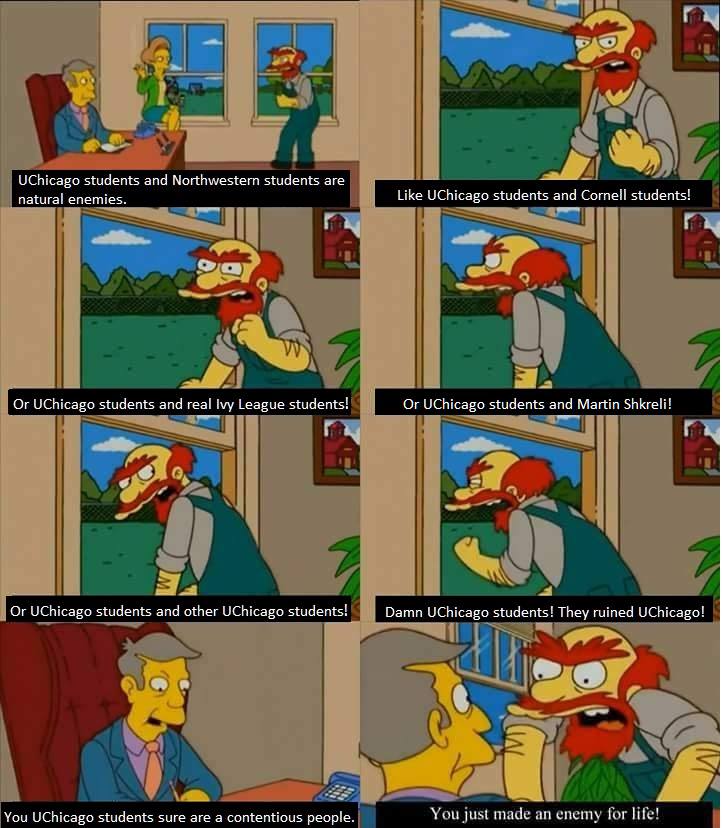 UChicago students and Northwestern students are
natural enemies.
Like UChicago students and Cornell students!
Or UChicago students and real Ivy League students!
Or UChicago students and Martin Shkreli!
Or UChicago students and other UChicago students!
Damn UChicago students! They ruined UChicago!
You UChicago students sure are a contentious people.
You just made an enemy for life!